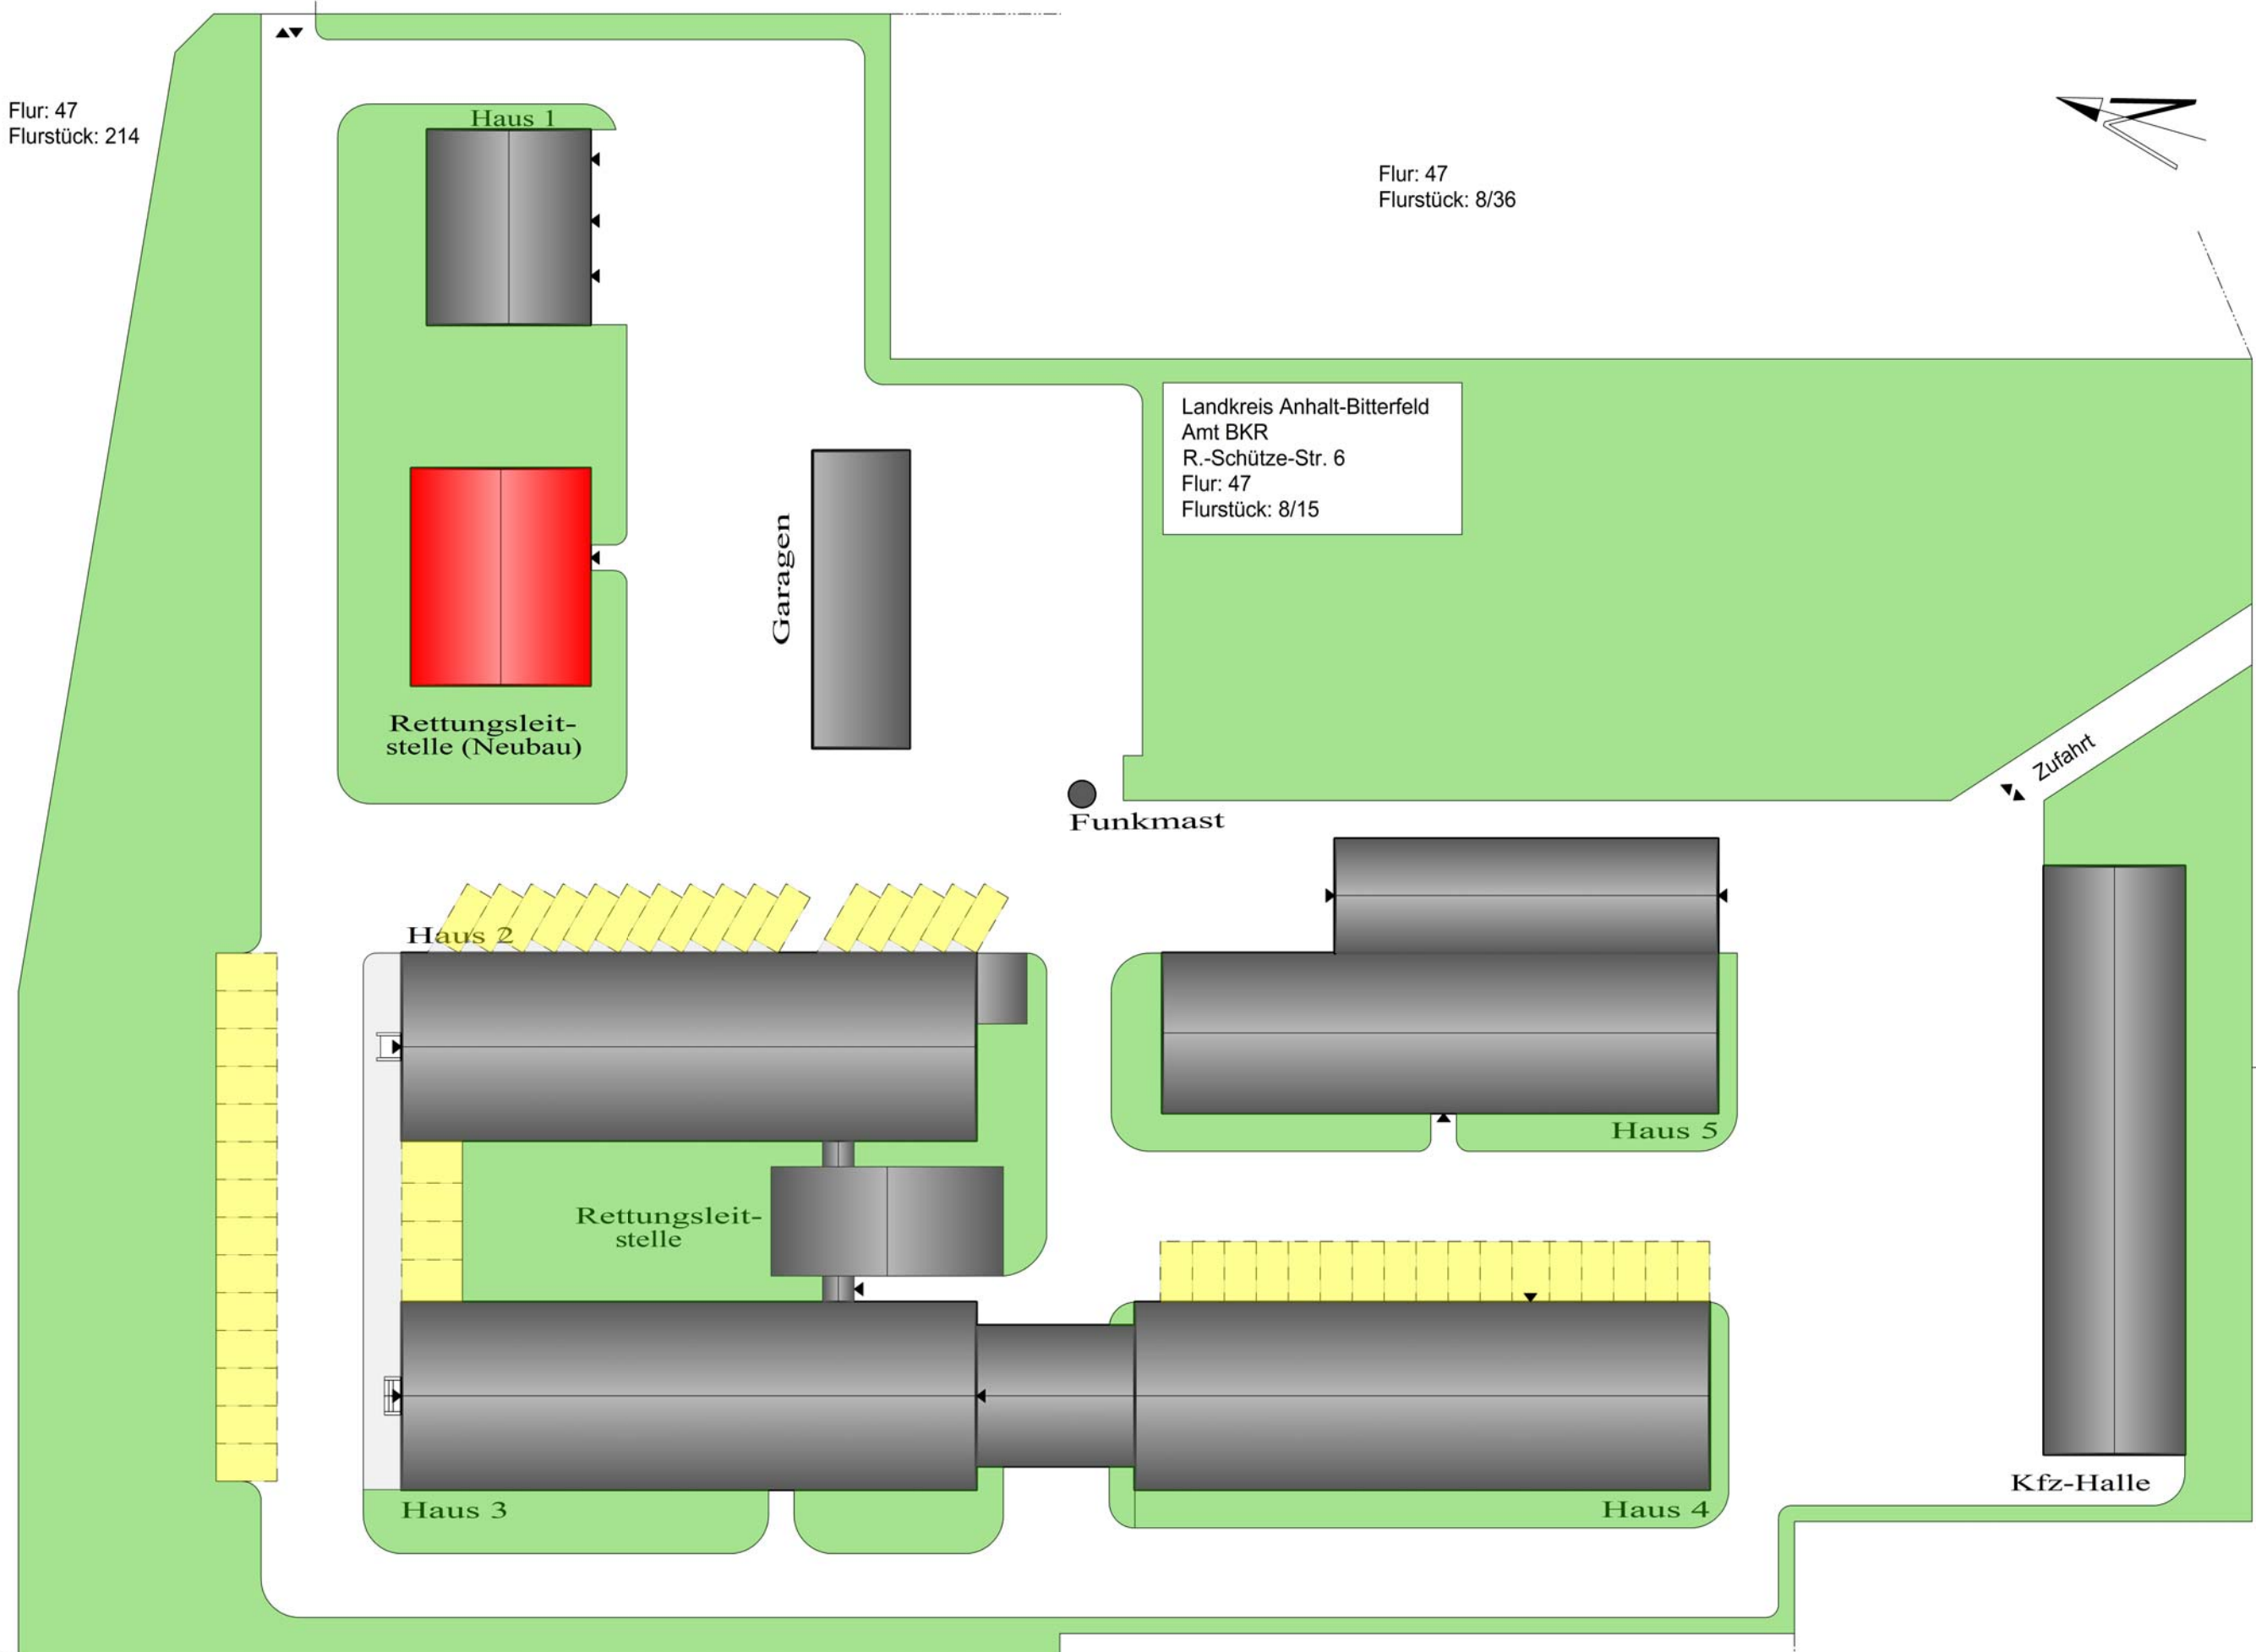 Flur: 47
Flurstück: 214
Haus 1
Flur: 47
Flurstück: 8/36
Landkreis Anhalt-Bitterfeld
Amt BKR
R.-Schütze-Str. 6
Flur: 47
Flurstück: 8/15
Garagen
Rettungsleit-
stelle (Neubau)
Zufahrt
Funkmast
Haus 2
Haus 5
Rettungsleit-
stelle
Kfz-Halle
Haus 3
Haus 4